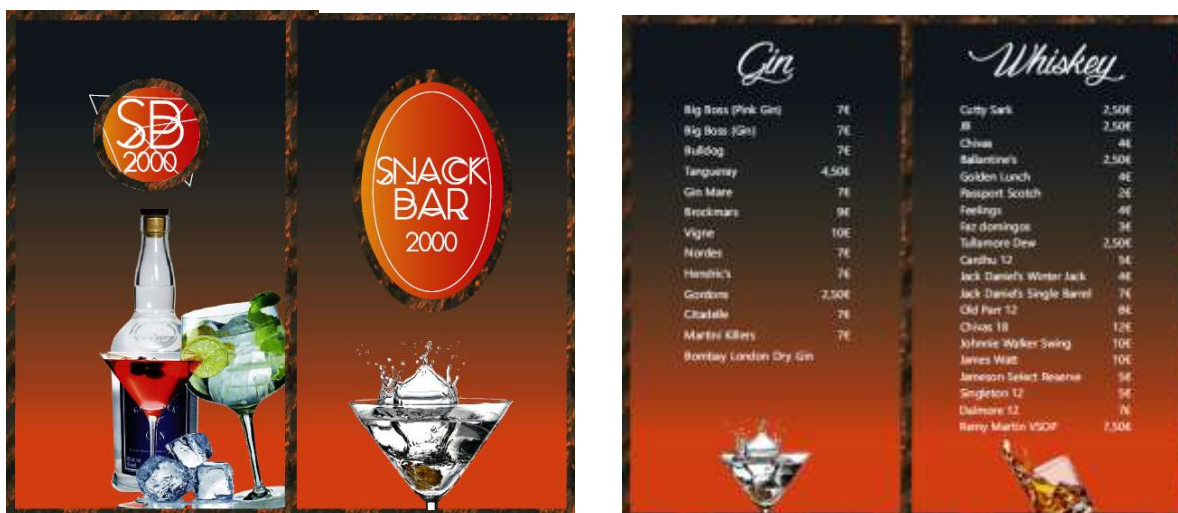 SB
2000
SNACK
BAR
2000
GIN
Gin
Big Boss (Pink Gin) 7€
Big Boss (Gin) 7€
Bulldog 7€
Tangueray 4,50€
Gin Mare 7€
Brockmars 9€
Vigne 10€
Nordes 7€
Hendric's 7€
Gordons 2,50€
Citadelle 7€
Martini Killers 7€
Bombay London Dry Gin
Whiskey
Cutty Sark 2,50€
JB 2,50€
Chivas 4€
Ballantine's 2,50€
Golden Lunch 4€
Passport Scotch 2€
Feelings 4€
Faz domingos 3€
Tullamore Dew 2,50€
Cardhu 12 5€
Jack Daniel's Winter Jack 4€
Jack Daniel's Single Barrel 7€
Old Parr 12 8€
Chivas 18 12€
Johnnie Walker Swing 10€
James Watt 10€
Jameson Select Reserve 5€
Singleton 12 5€
Dalmore 12 7€
Remy Martin VSOP 7,50€